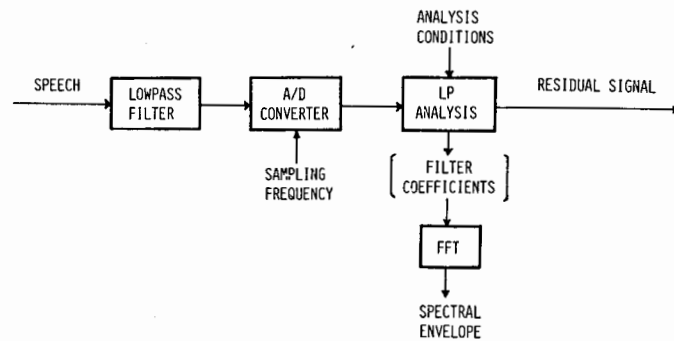 ANALYSIS
CONDITIONS
SPEECH
LOWPASS
FILTER
A/D
CONVERTER
LP
ANALYSIS
RESIDUAL SIGNAL
SAMPLING
FREQUENCY
FILTER
COEFFICIENTS
FFT
SPECTRAL
ENVELOPE